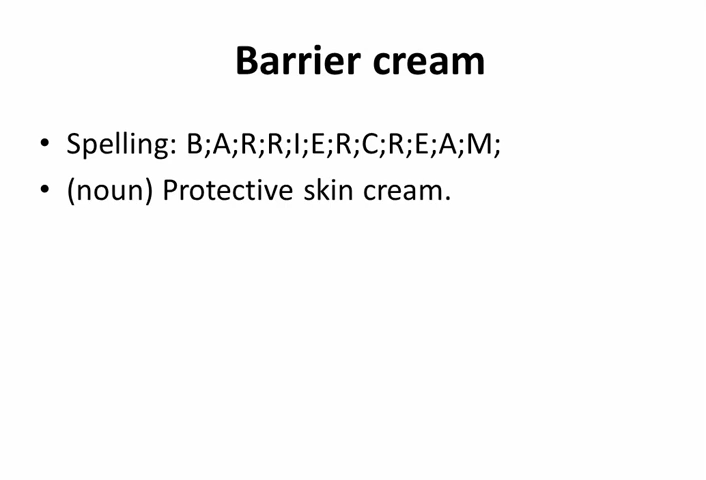 Barrier cream
• Spelling: B;A;R;R;I;E;R;C;R;E;A;M;
• (noun) Protective skin cream.